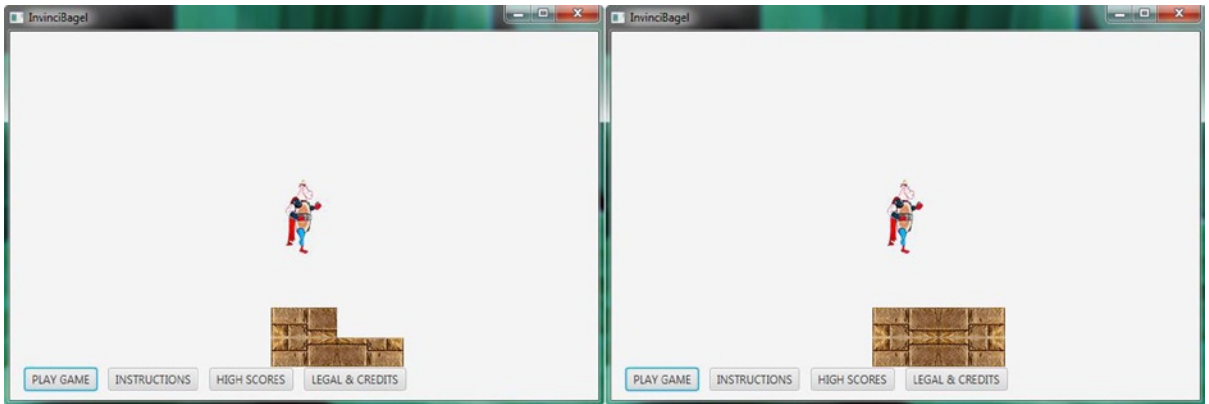 InvinciBagel
PLAY GAME INSTRUCTIONS HIGH SCORES LEGAL & CREDITS
InvinciBagel
PLAY GAME INSTRUCTIONS HIGH SCORES LEGAL & CREDITS